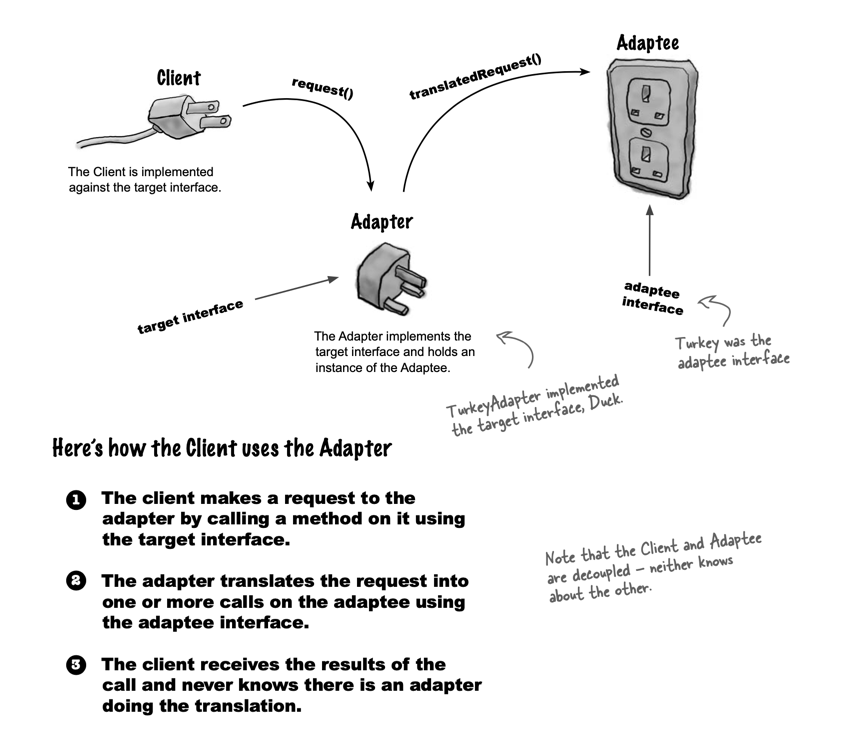 Adaptee
Client
request()
translatedRequest()
The Client is implemented
against the target interface.
Adapter
target interface
adaptee
interface
The Adapter implements the
target interface and holds an
instance of the Adaptee.
Turkey was the
adaptee interface
TurkeyAdapter implemented
the target interface, Duck.
Here's how the Client uses the Adapter
1 The client makes a request to the
adapter by calling a method on it using
the target interface.
2 The adapter translates the request into
one or more calls on the adaptee using
the adaptee interface.
3 The client receives the results of the
call and never knows there is an adapter
doing the translation.
Note that the Client and Adaptee
are decoupled – neither knows
about the other.